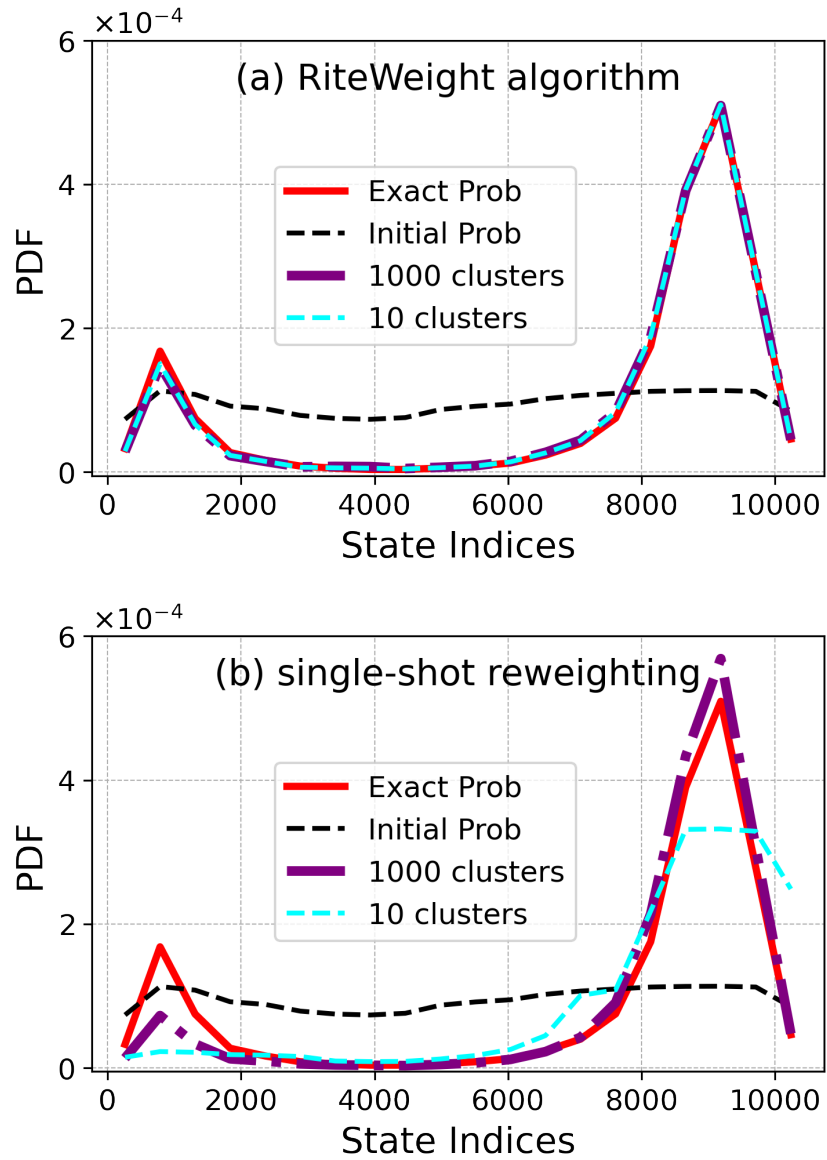 ×10⁻⁴
6
(a) RiteWeight algorithm
4
Exact Prob
Initial Prob
1000 clusters
10 clusters
PDF
2
0
0 2000 4000 6000 8000 10000
State Indices
×10⁻⁴
6
(b) single-shot reweighting
4
Exact Prob
Initial Prob
1000 clusters
10 clusters
PDF
2
0
0 2000 4000 6000 8000 10000
State Indices